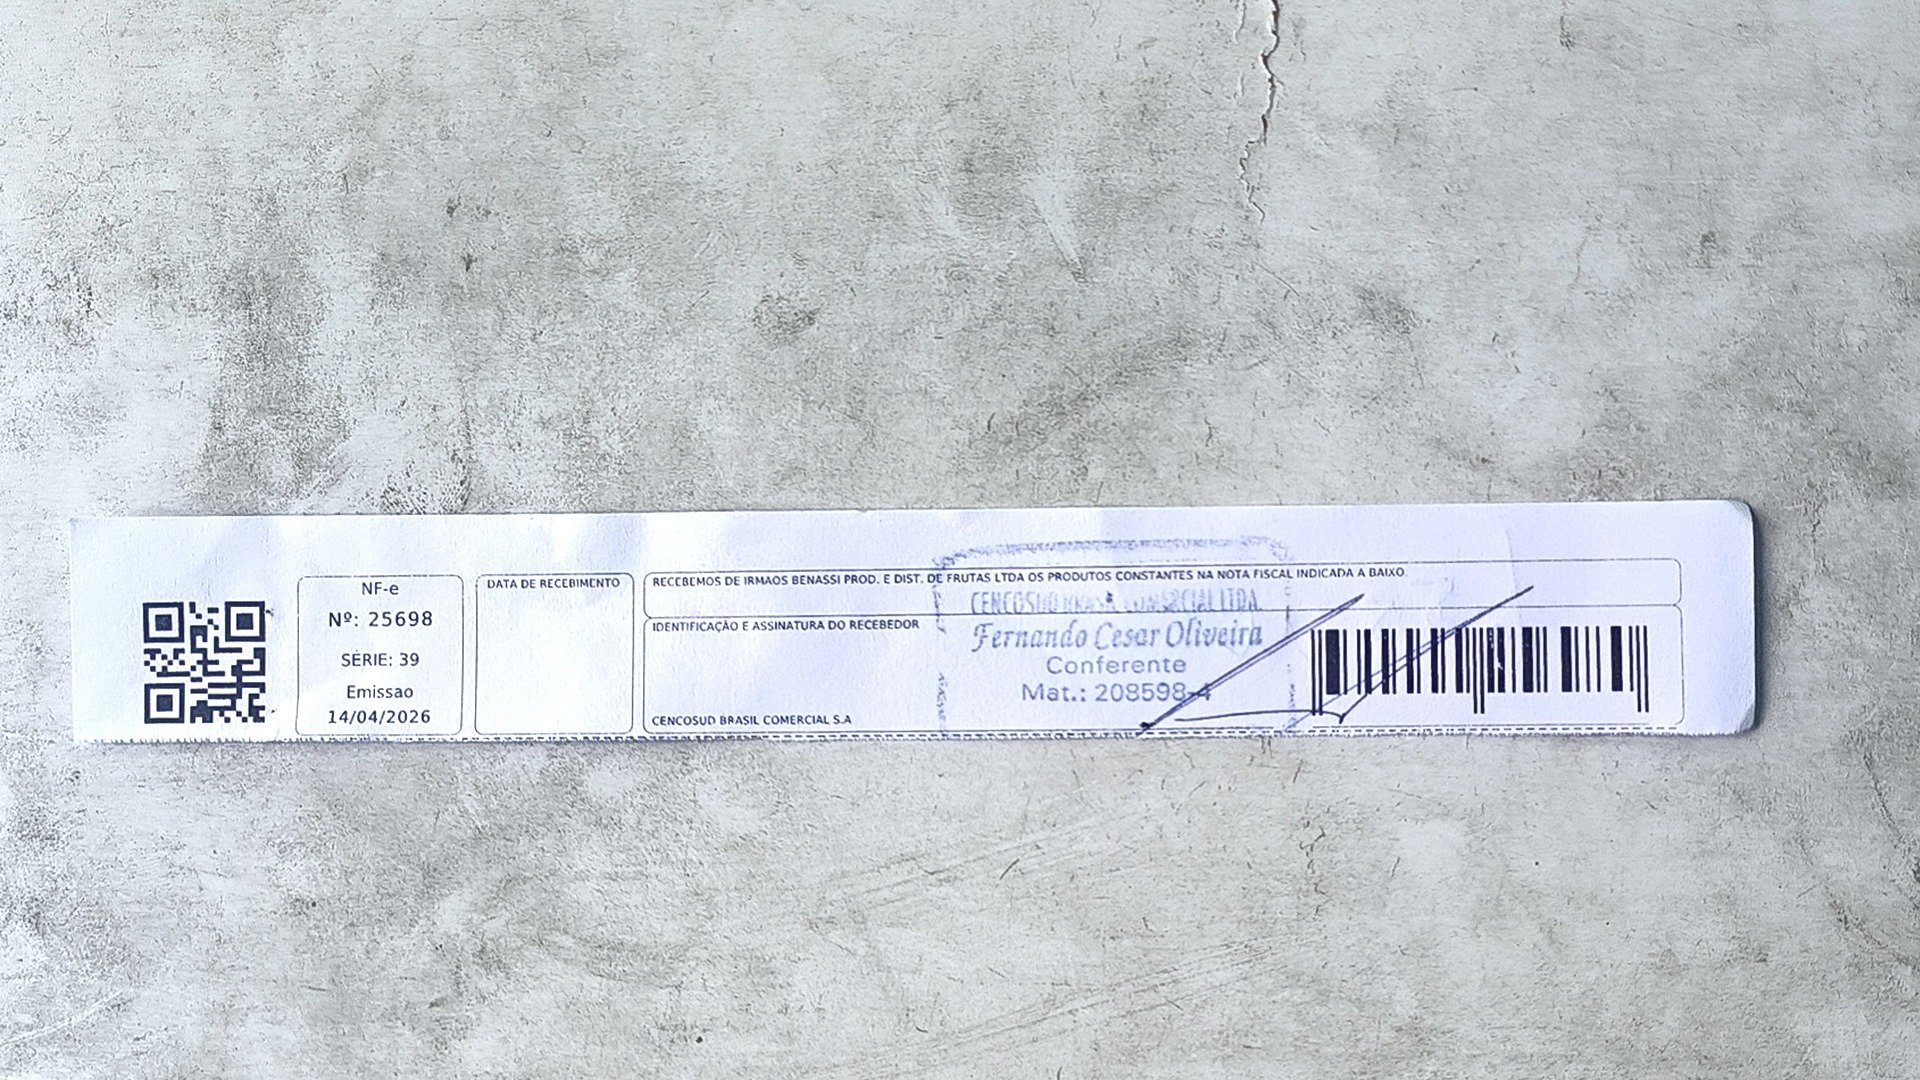 NF-e
Nº: 25698
SÉRIE: 39
Emissao
14/04/2026
DATA DE RECEBIMENTO
RECEBEMOS DE IRMAOS BENASSI PROD. E DIST. DE FRUTAS LTDA OS PRODUTOS CONSTANTES NA NOTA FISCAL INDICADA A BAIXO
IDENTIFICAÇÃO E ASSINATURA DO RECEBEDOR
CENCOSUD BRASIL COMERCIAL LTDA.
Fernando Cesar Oliveira
Conferente
Mat.: 208598-4
CENCOSUD BRASIL COMERCIAL S.A